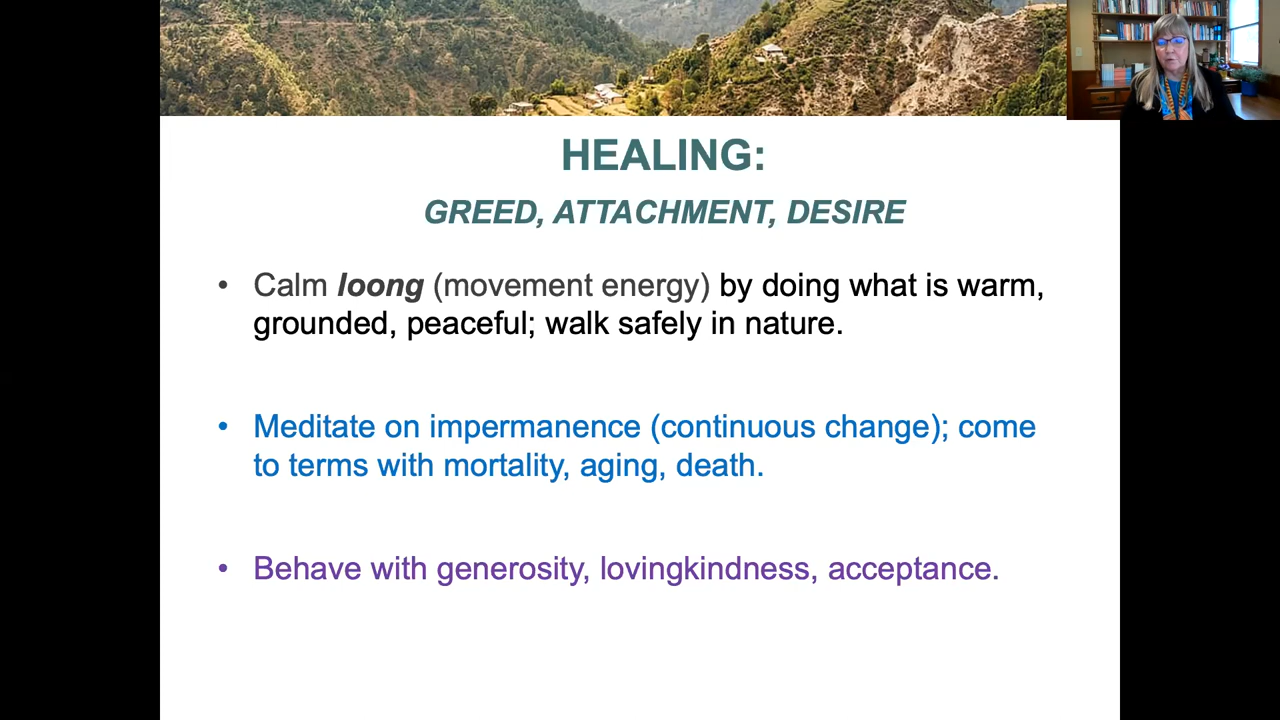 HEALING:
GREED, ATTACHMENT, DESIRE
• Calm loong (movement energy) by doing what is warm,
grounded, peaceful; walk safely in nature.
• Meditate on impermanence (continuous change); come
to terms with mortality, aging, death.
• Behave with generosity, lovingkindness, acceptance.